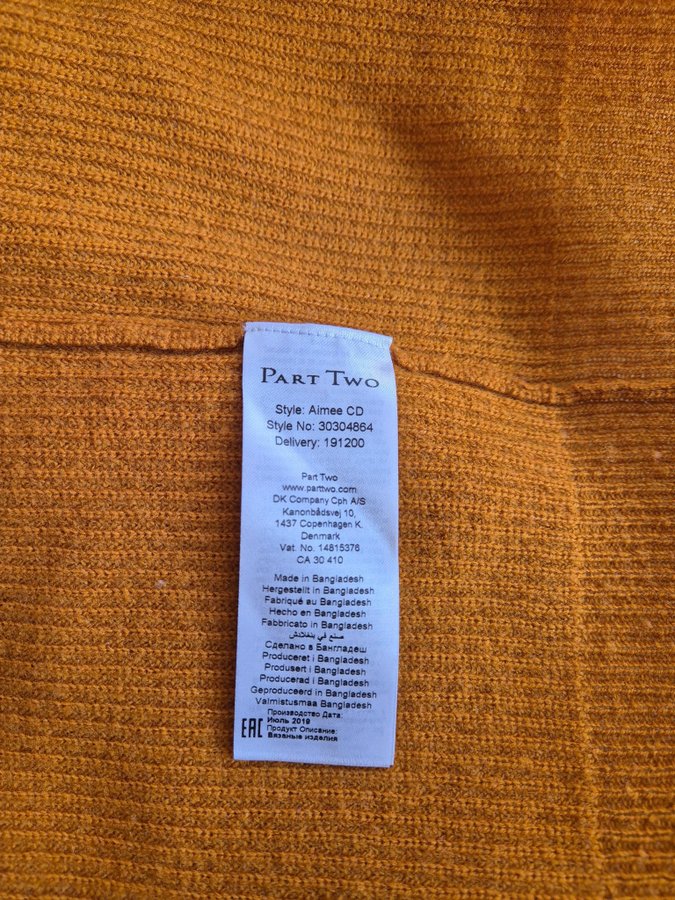 PART TWO
Style: Aimee CD
Style No: 30304864
Delivery: 191200
Part Two
www.parttwo.com
DK Company Cph A/S
Kanonbådsvej 10,
1437 Copenhagen K.
Denmark
Vat. No. 14815376
CA 30 410
Made in Bangladesh
Hergestellt in Bangladesh
Fabriqué au Bangladesh
Hecho en Bangladesh
Fabbricato in Bangladesh
صنع في بنغلادش
Сделано в Бангладеш
Produceret i Bangladesh
Produsert i Bangladesh
Producerad i Bangladesh
Geproduceerd in Bangladesh
Valmistusmaa Bangladesh
Производство Дата:
Июль 2019
EAC Продукт Описание:
Вязаные изделия